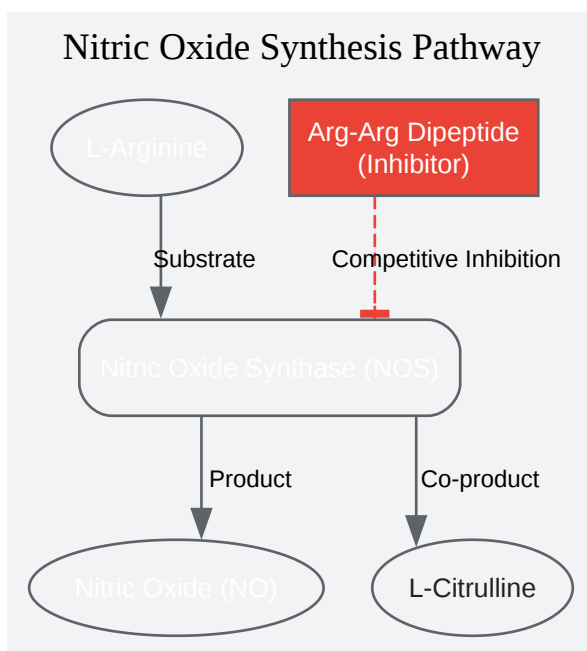 Nitric Oxide Synthesis Pathway
L-Arginine
Arg-Arg Dipeptide
(Inhibitor)
Substrate
Competitive Inhibition
Nitric Oxide Synthase (NOS)
Product
Co-product
Nitric Oxide (NO)
L-Citrulline